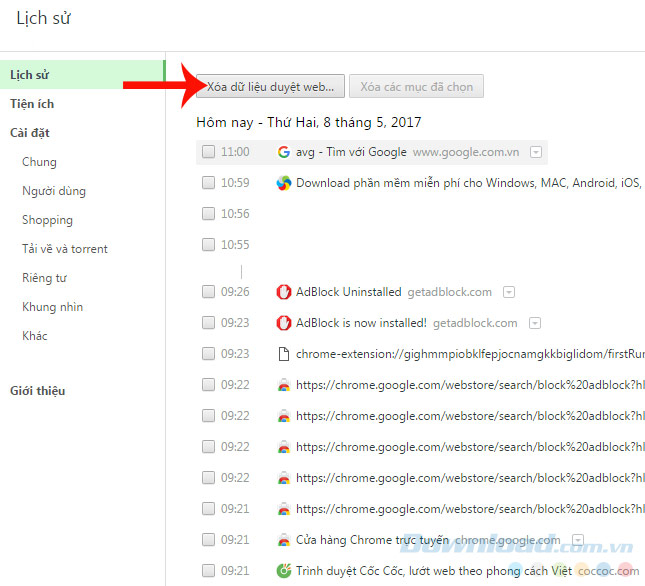 Lịch sử
Lịch sử
Tiện ích
Cài đặt
Chung
Người dùng
Shopping
Tải về và torrent
Riêng tư
Khung nhìn
Khác
Giới thiệu
Xóa dữ liệu duyệt web... Xóa các mục đã chọn
Hôm nay - Thứ Hai, 8 tháng 5, 2017
11:00 avg - Tìm với Google www.google.com.vn
10:59 Download phần mềm miễn phí cho Windows, MAC, Android, iOS,
10:56
10:55
09:26 AdBlock Uninstalled getadblock.com
09:23 AdBlock is now installed! getadblock.com
09:23 chrome-extension://gighmmpiobklfepjocnamgkkbiglidom/firstRu
09:22 https://chrome.google.com/webstore/search/block%20adblock?hl
09:22 https://chrome.google.com/webstore/search/block%20adblock?hl
09:22 https://chrome.google.com/webstore/search/block%20adblock?hl
09:22 https://chrome.google.com/webstore/search/block%20adblock?hl
09:21 https://chrome.google.com/webstore/search/block%20adblock?hl
09:21 Cửa hàng Chrome trực tuyến chrome.google.com
Download.com.vn
09:21 Trình duyệt Cốc Cốc, lướt web theo phong cách Việt coccoc.com